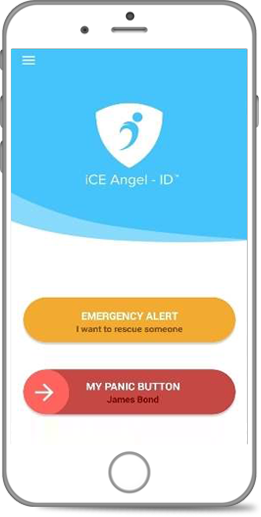 iCE Angel - ID™
EMERGENCY ALERT
I want to rescue someone
MY PANIC BUTTON
James Bond